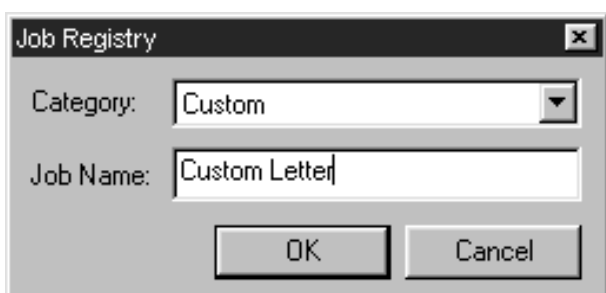 Job Registry
Category: Custom
Job Name: Custom Letter
OK Cancel